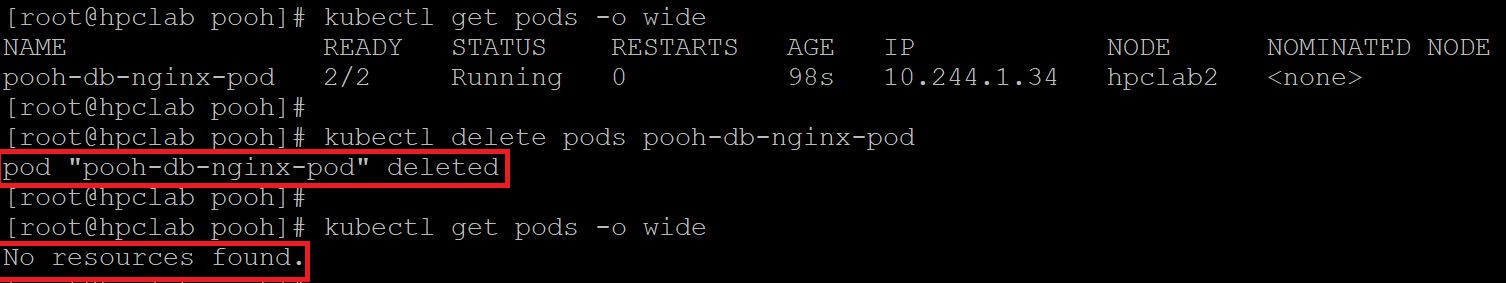 [root@hpclab pooh]# kubectl get pods -o wide
NAME READY STATUS RESTARTS AGE IP NODE NOMINATED NODE
pooh-db-nginx-pod 2/2 Running 0 98s 10.244.1.34 hpclab2 <none>
[root@hpclab pooh]#
[root@hpclab pooh]# kubectl delete pods pooh-db-nginx-pod
pod "pooh-db-nginx-pod" deleted
[root@hpclab pooh]#
[root@hpclab pooh]# kubectl get pods -o wide
No resources found.